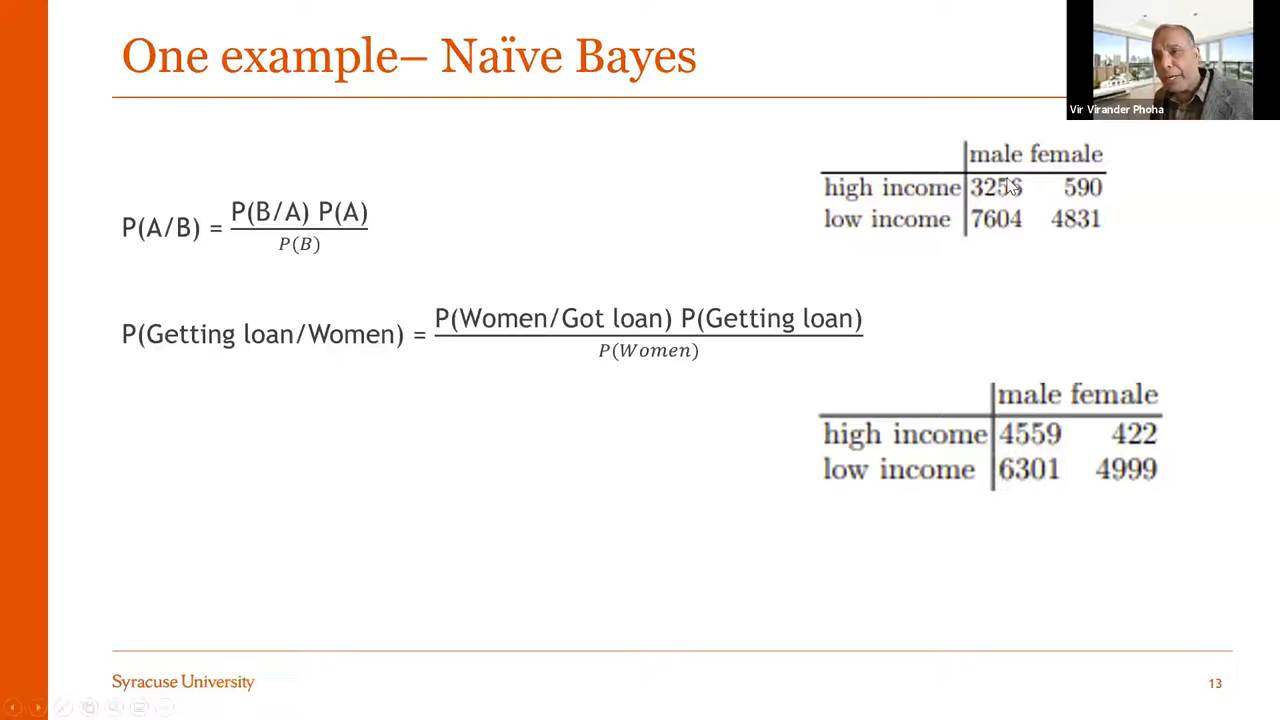 One example– Naïve Bayes
Vir Virander Phoha
male female
high income 3256 590
low income 7604 4831
P(A/B) = P(B/A) P(A)
P(B)
P(Getting loan/Women) = P(Women/Got loan) P(Getting loan)
P(Women)
male female
high income 4559 422
low income 6301 4999
Syracuse University
13